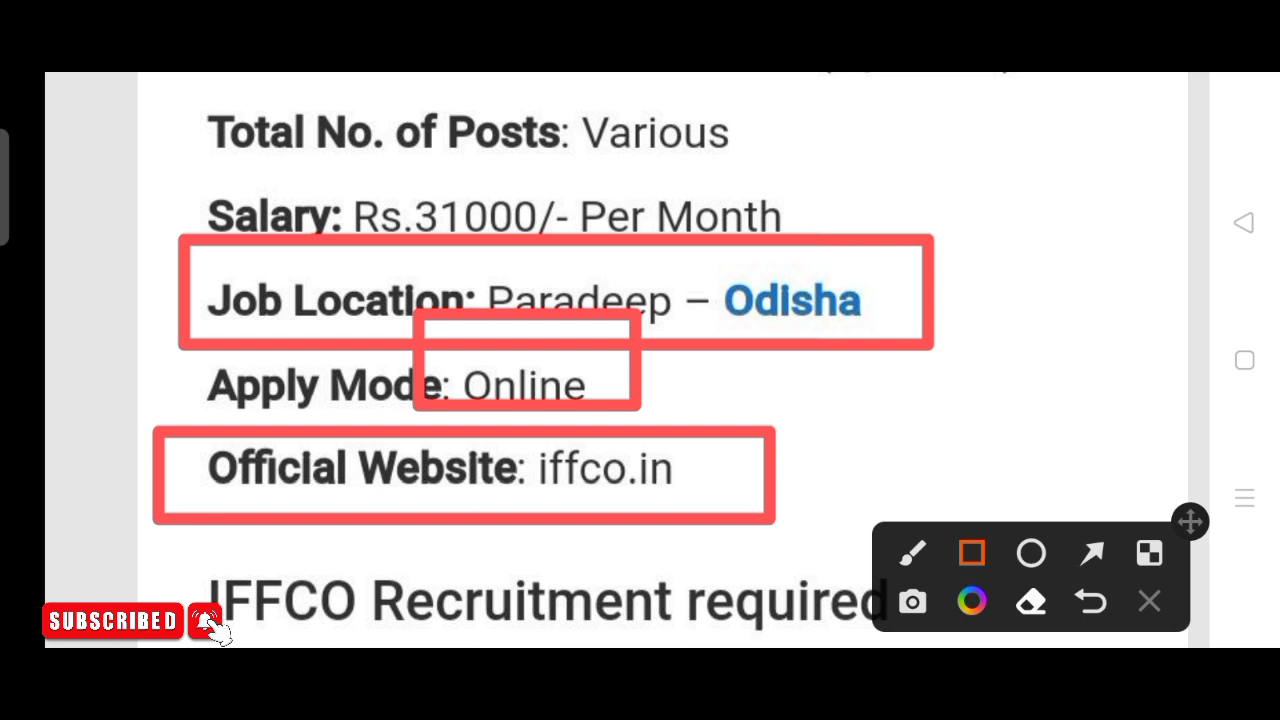 Total No. of Posts: Various
Salary: Rs.31000/- Per Month
Job Location: Paradeep – Odisha
Apply Mode: Online
Official Website: iffco.in
IFFCO Recruitment required
SUBSCRIBED